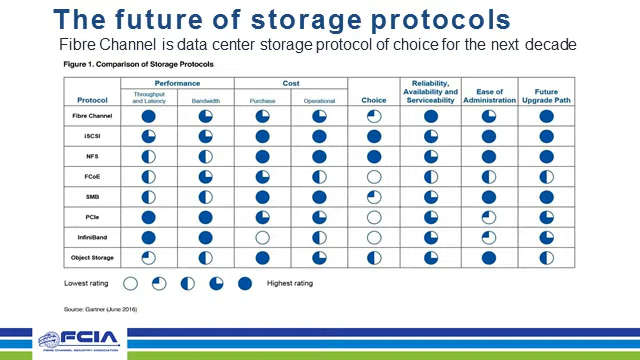 The future of storage protocols
Fibre Channel is data center storage protocol of choice for the next decade
Figure 1. Comparison of Storage Protocols
Performance Cost
Protocol Throughput and Latency Bandwidth Purchase Operational Choice Reliability, Availability and Serviceability Ease of Administration Future Upgrade Path
Fibre Channel
iSCSI
NFS
FCoE
SMB
PCIe
InfiniBand
Object Storage
Lowest rating Highest rating
Source: Gartner (June 2016)
FCIA
FIBRE CHANNEL INDUSTRY ASSOCIATION